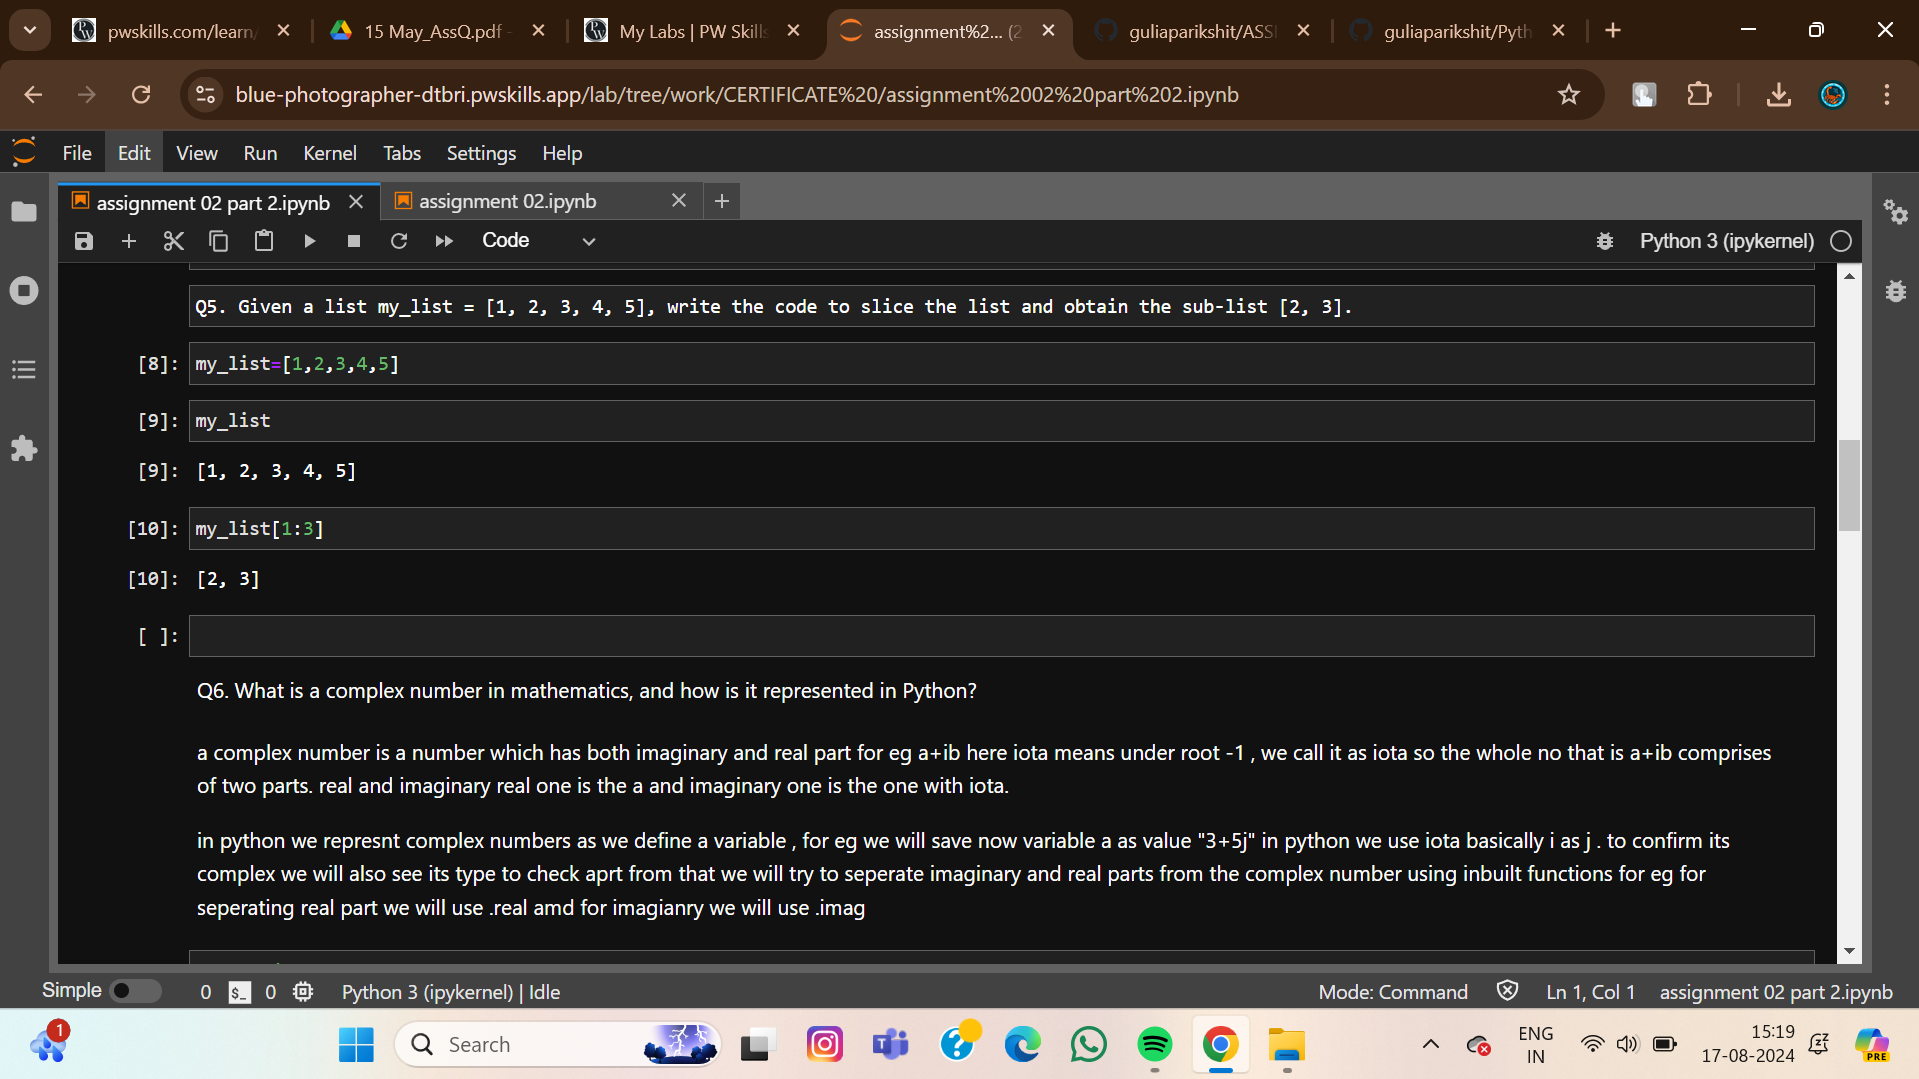 pwskills.com/learn/
15 May_AssQ.pdf -
My Labs | PW Skills
assignment%2... (2
guliaparikshit/ASSI
guliaparikshit/Pyth
blue-photographer-dtbri.pwskills.app/lab/tree/work/CERTIFICATE%20/assignment%2002%20part%202.ipynb
File Edit View Run Kernel Tabs Settings Help
assignment 02 part 2.ipynb
assignment 02.ipynb
Code
Python 3 (ipykernel)
Q5. Given a list my_list = [1, 2, 3, 4, 5], write the code to slice the list and obtain the sub-list [2, 3].
[8]: my_list=[1,2,3,4,5]
[9]: my_list
[9]: [1, 2, 3, 4, 5]
[10]: my_list[1:3]
[10]: [2, 3]
[ ]:
Q6. What is a complex number in mathematics, and how is it represented in Python?
a complex number is a number which has both imaginary and real part for eg a+ib here iota means under root -1 , we call it as iota so the whole no that is a+ib comprises
of two parts. real and imaginary real one is the a and imaginary one is the one with iota.
in python we represnt complex numbers as we define a variable , for eg we will save now variable a as value "3+5j" in python we use iota basically i as j . to confirm its
complex we will also see its type to check aprt from that we will try to seperate imaginary and real parts from the complex number using inbuilt functions for eg for
seperating real part we will use .real amd for imagianry we will use .imag
Simple
0
$_
0
Python 3 (ipykernel) | Idle
Mode: Command
Ln 1, Col 1
assignment 02 part 2.ipynb
1
Search
ENG
IN
15:19
17-08-2024
PRE